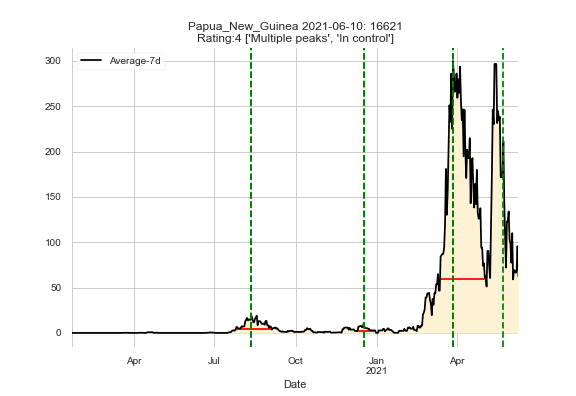 Papua_New_Guinea 2021-06-10: 16621
Rating:4 ['Multiple peaks', 'In control']
Average-7d
300
250
200
150
100
50
0
Apr Jul Oct Jan Apr
2021
Date